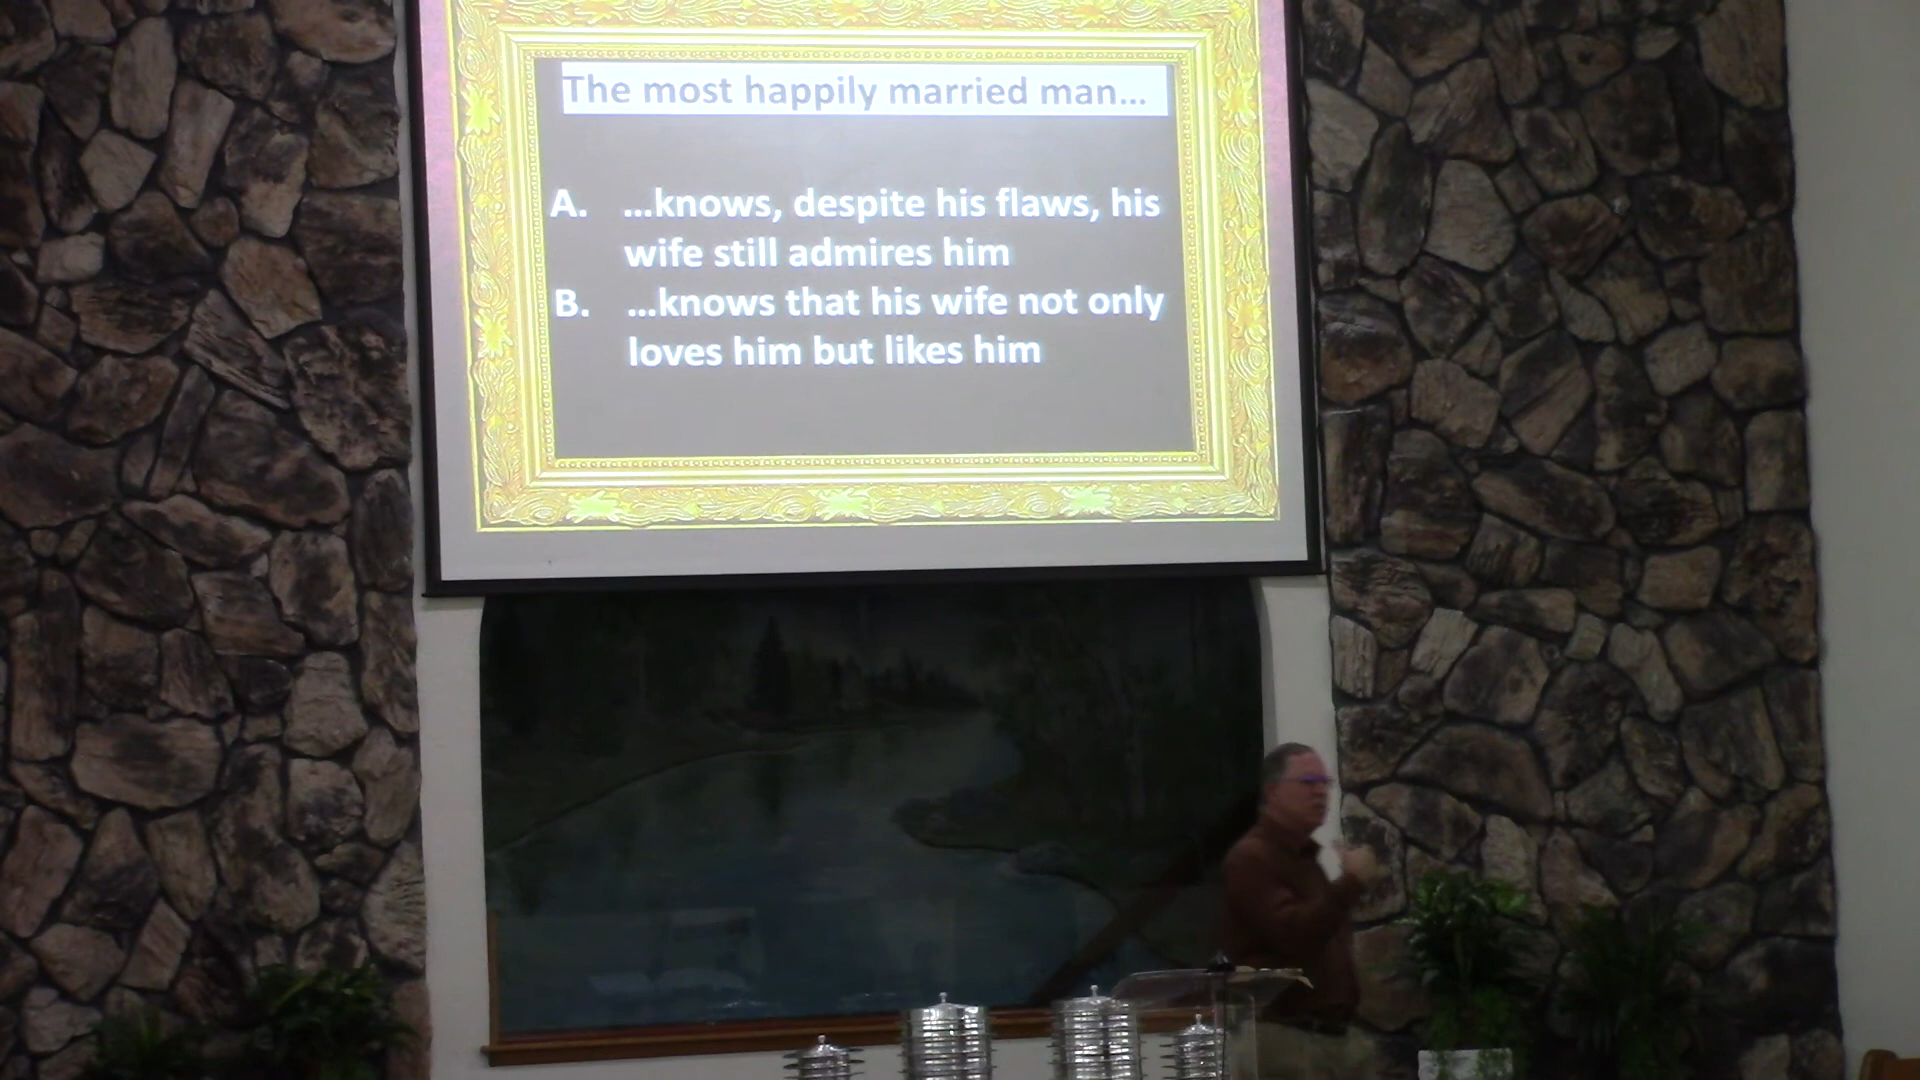 The most happily married man...
A. ...knows, despite his flaws, his
wife still admires him
B. ...knows that his wife not only
loves him but likes him